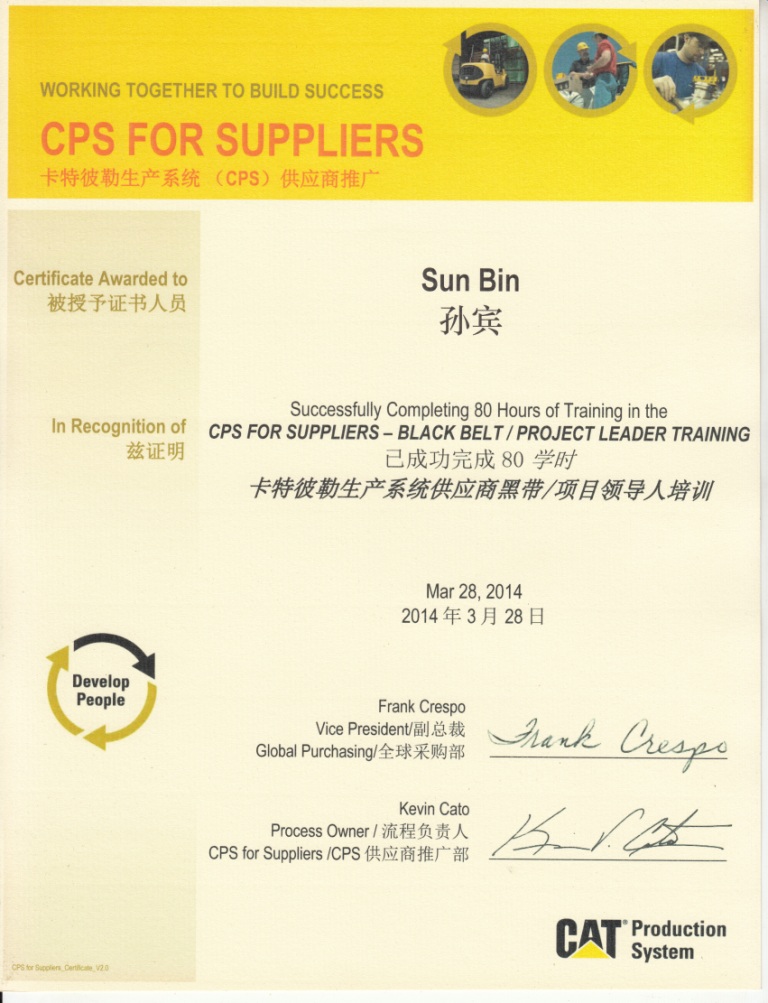 WORKING TOGETHER TO BUILD SUCCESS
CPS FOR SUPPLIERS
卡特彼勒生产系统 （CPS）供应商推广
Certificate Awarded to
被授予证书人员
Sun Bin
孙宾
In Recognition of
兹证明
Successfully Completing 80 Hours of Training in the
CPS FOR SUPPLIERS – BLACK BELT / PROJECT LEADER TRAINING
已成功完成 80 学时
卡特彼勒生产系统供应商黑带/项目领导人培训
Mar 28, 2014
2014 年 3 月 28 日
Develop
People
Frank Crespo
Vice President/副总裁
Global Purchasing/全球采购部
Frank Crespo
Kevin Cato
Process Owner / 流程负责人
CPS for Suppliers /CPS 供应商推广部
CAT® Production
System
CPS for Suppliers_Certificate_V2.0